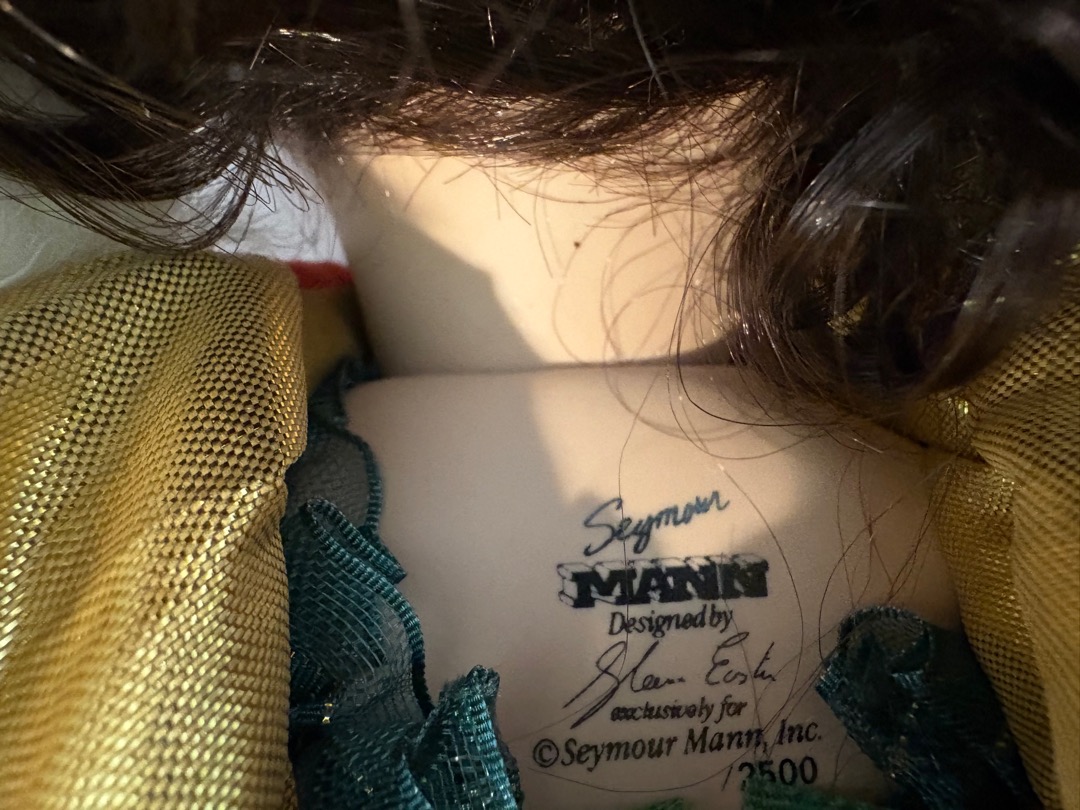 Seymour
MANN
Designed by
exclusively for
©Seymour Mann, Inc.
/2500